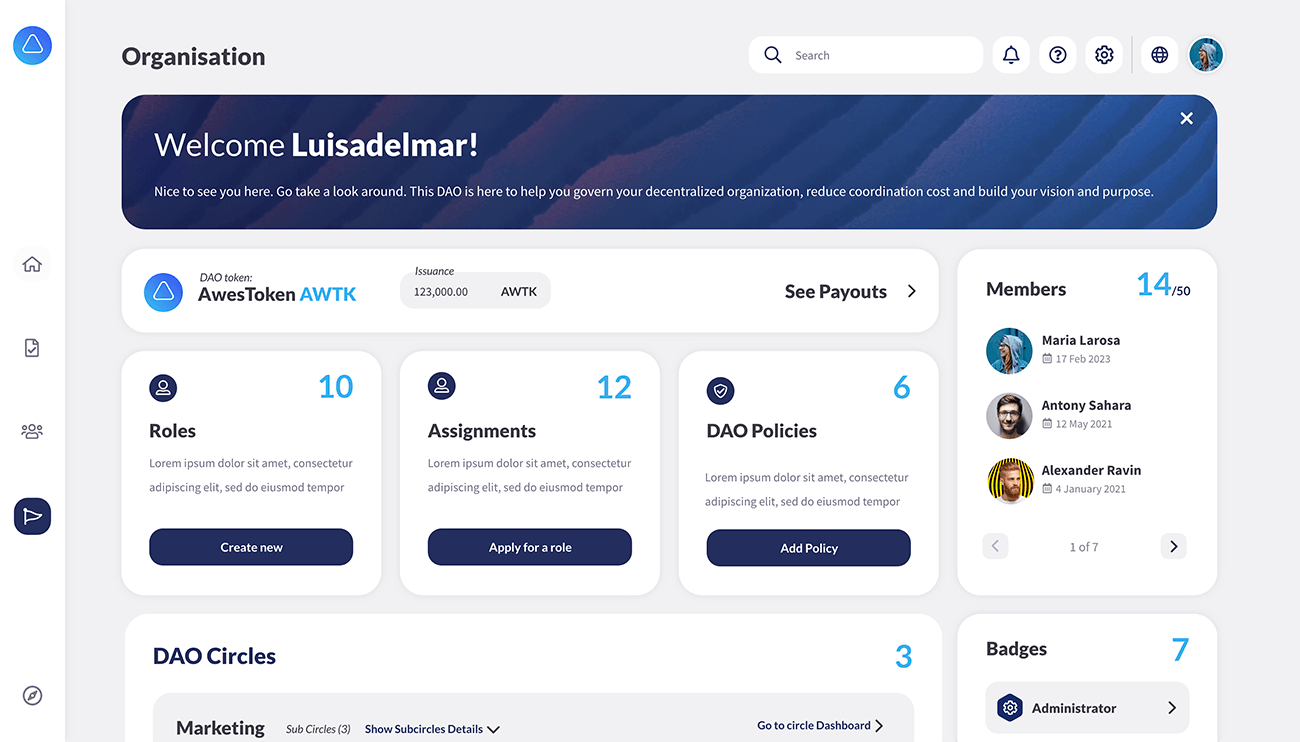 Organisation
Search
Welcome Luisadelmar!
Nice to see you here. Go take a look around. This DAO is here to help you govern your decentralized organization, reduce coordination cost and build your vision and purpose.
DAO token:
AwesToken AWTK
Issuance
123,000.00 AWTK
See Payouts
Members 14/50
Maria Larosa
17 Feb 2023
Antony Sahara
12 May 2021
Alexander Ravin
4 January 2021
1 of 7
10
Roles
Lorem ipsum dolor sit amet, consectetur
adipiscing elit, sed do eiusmod tempor
Create new
12
Assignments
Lorem ipsum dolor sit amet, consectetur
adipiscing elit, sed do eiusmod tempor
Apply for a role
6
DAO Policies
Lorem ipsum dolor sit amet, consectetur
adipiscing elit, sed do eiusmod tempor
Add Policy
DAO Circles 3
Marketing Sub Circles (3) Show Subcircles Details Go to circle Dashboard
Badges 7
Administrator